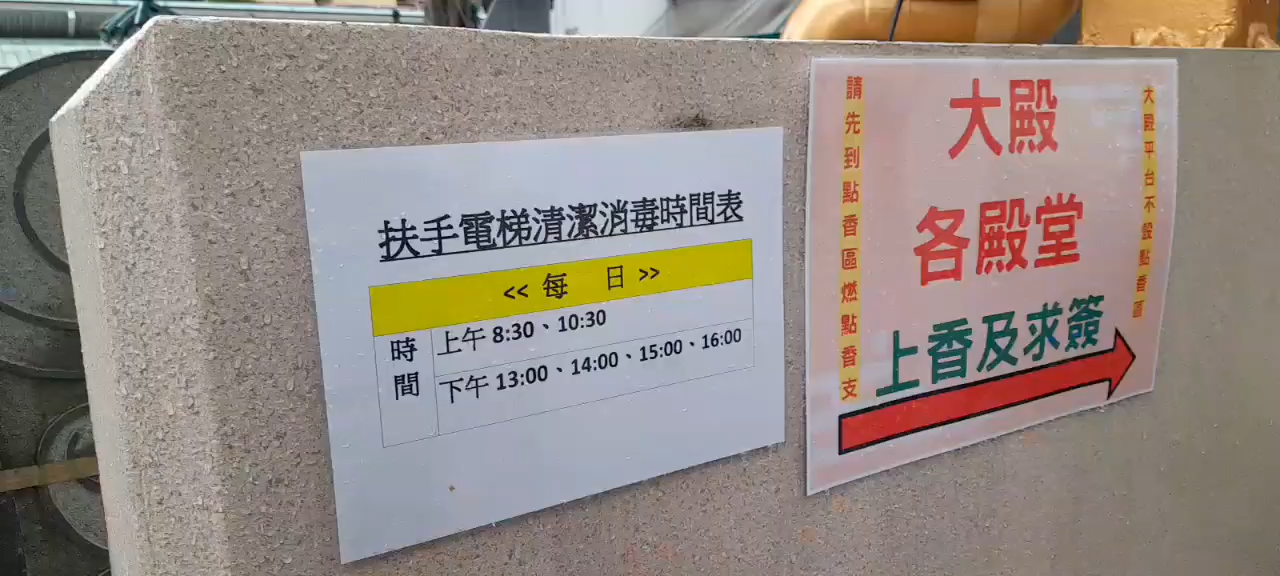 扶手電梯清潔消毒時間表
<< 每 日 >>
時間
上午 8:30、10:30
下午 13:00、14:00、15:00、16:00
請先到點香區燃點香支
大殿
各殿堂
上香及求簽
大殿平台不設點香區